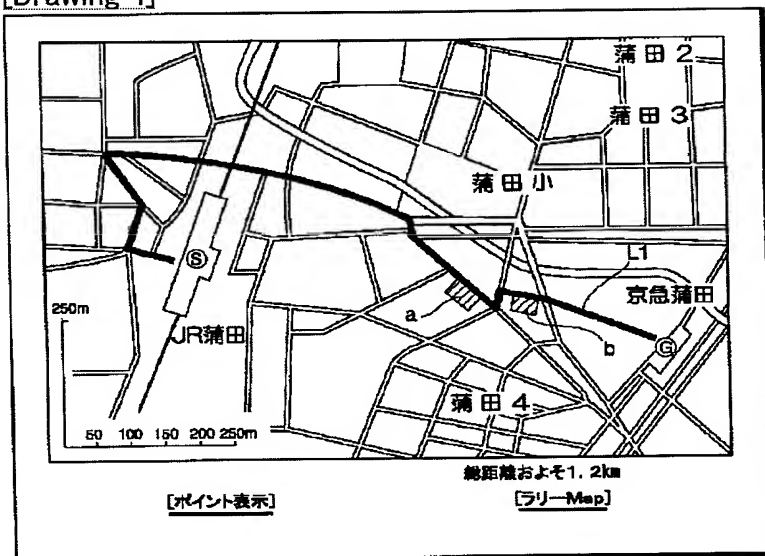 [Drawing 1]
蒲田2
蒲田3
蒲田小
L1
京急蒲田
S
250m
a
b
JR蒲田
G
蒲田4
50 100 150 200 250m
総距離およそ1.2km
[ポイント表示]
[ラリーMap]